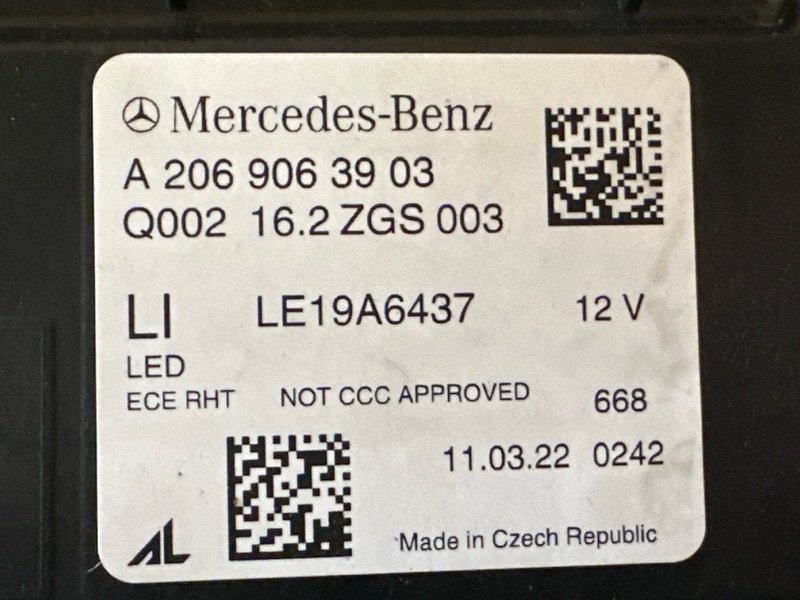 Mercedes-Benz
A 206 906 39 03
Q002 16.2 ZGS 003
LI LE19A6437 12 V
LED
ECE RHT NOT CCC APPROVED 668
11.03.22 0242
AL Made in Czech Republic